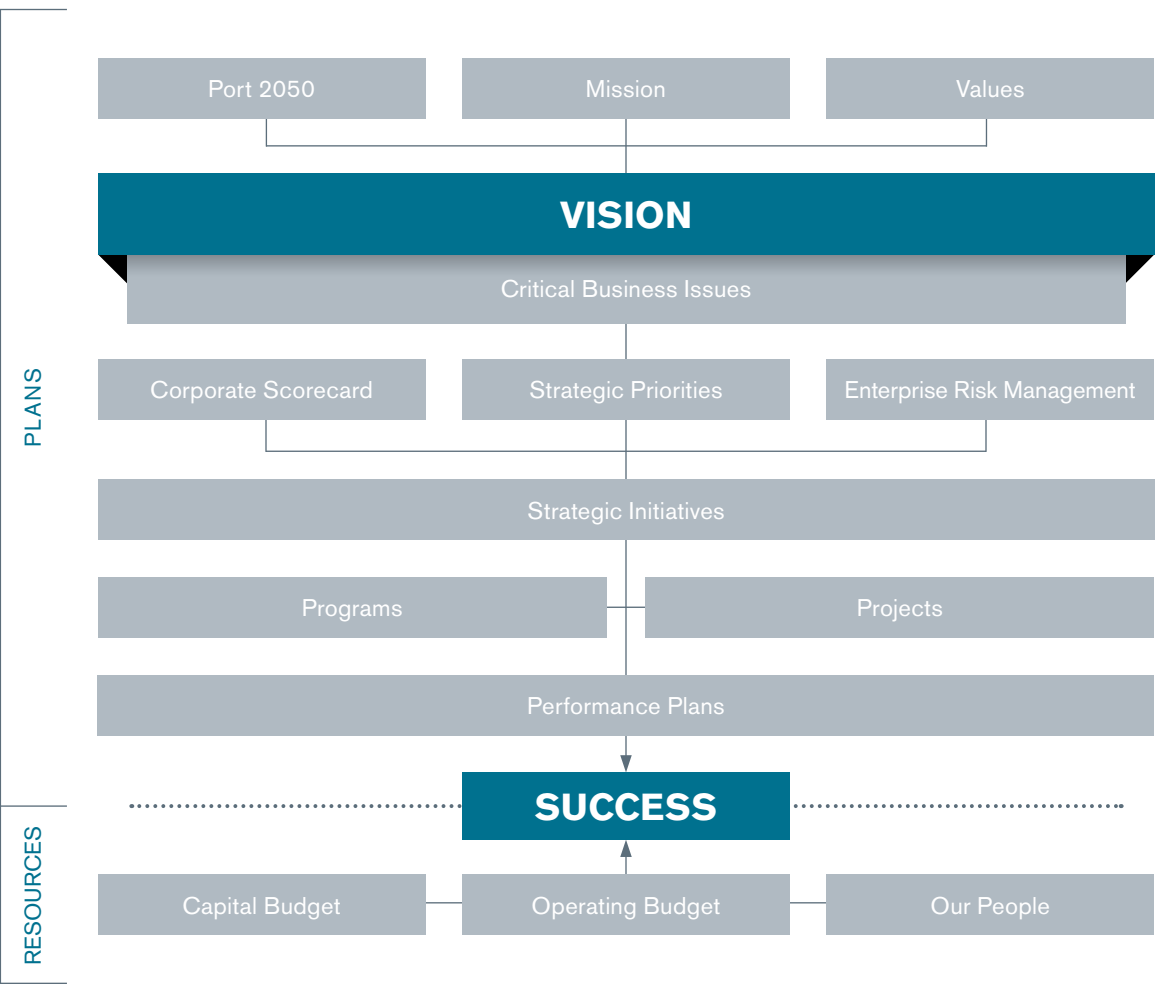 Port 2050
Mission
Values
VISION
Critical Business Issues
PLANS
Corporate Scorecard
Strategic Priorities
Enterprise Risk Management
Strategic Initiatives
Programs
Projects
Performance Plans
SUCCESS
RESOURCES
Capital Budget
Operating Budget
Our People